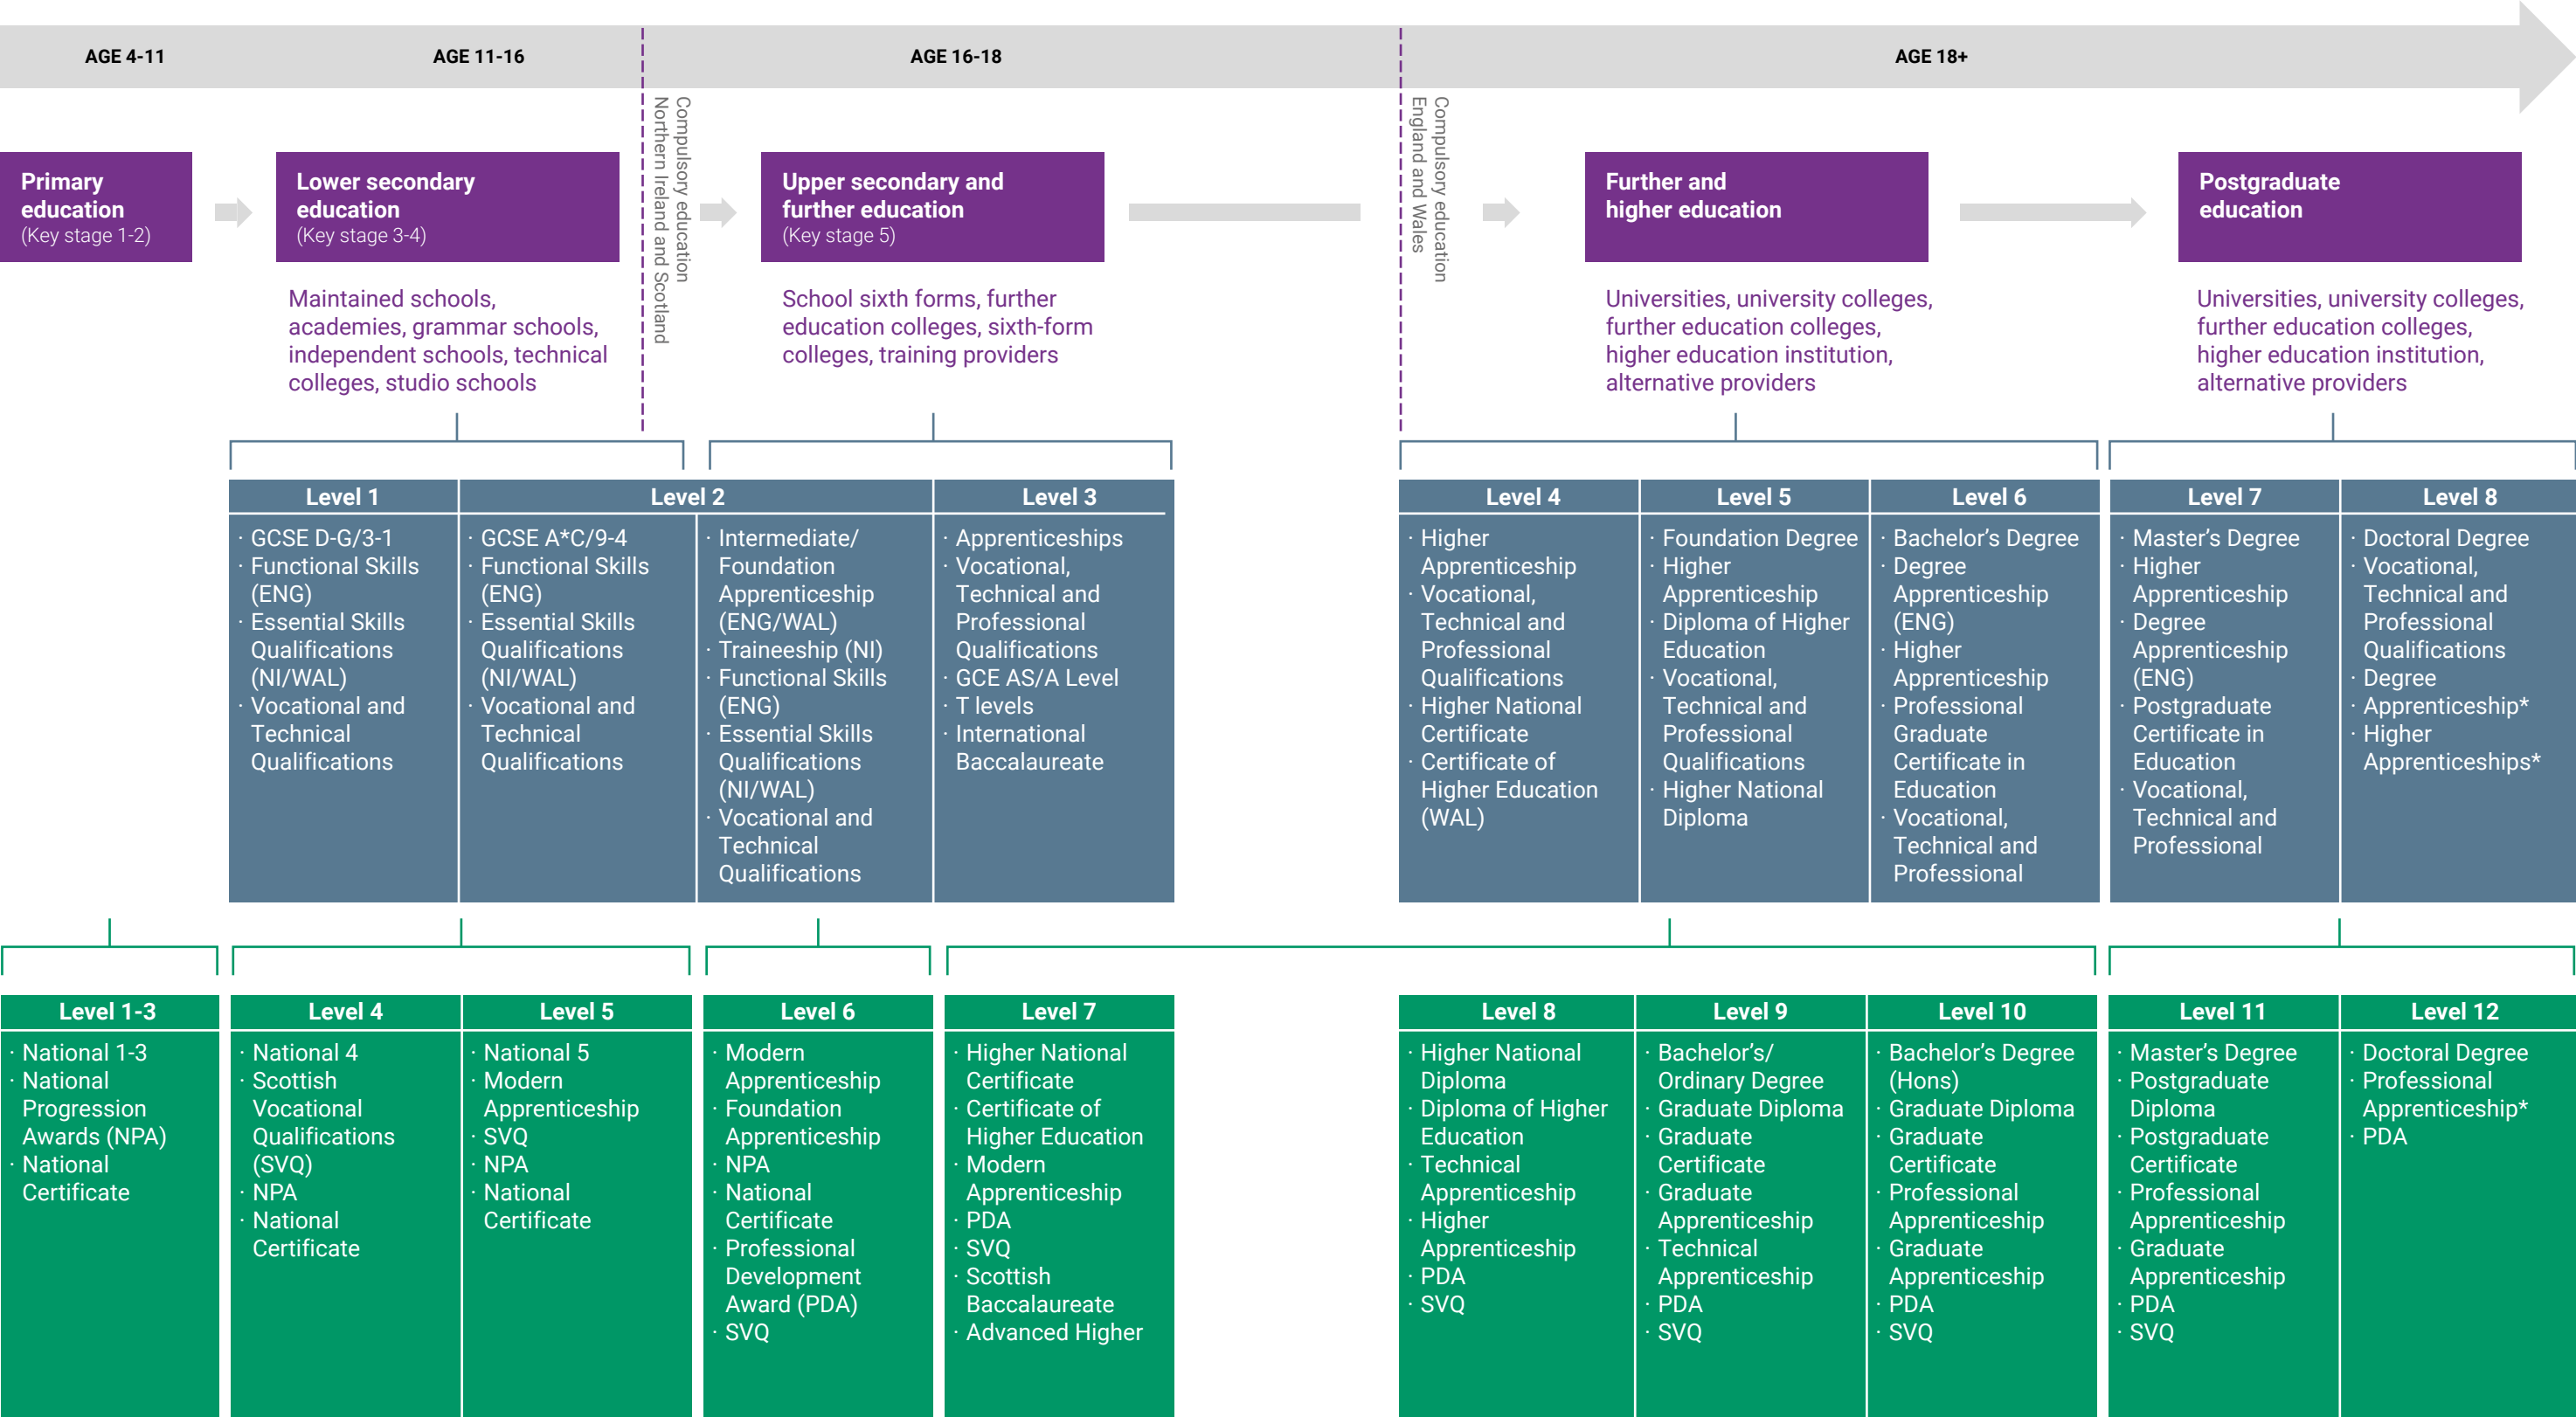 AGE 4-11
AGE 11-16
AGE 16-18
AGE 18+
Primary
education
(Key stage 1-2)
Lower secondary
education
(Key stage 3-4)
Compulsory education
Northern Ireland and Scotland
Upper secondary and
further education
(Key stage 5)
Compulsory education
England and Wales
Further and
higher education
Postgraduate
education
Maintained schools,
academies, grammar schools,
independent schools, technical
colleges, studio schools
School sixth forms, further
education colleges, sixth-form
colleges, training providers
Universities, university colleges,
further education colleges,
higher education institution,
alternative providers
Universities, university colleges,
further education colleges,
higher education institution,
alternative providers
Level 1
· GCSE D-G/3-1
· Functional Skills
(ENG)
· Essential Skills
Qualifications
(NI/WAL)
· Vocational and
Technical
Qualifications
Level 2
· GCSE A*C/9-4
· Functional Skills
(ENG)
· Essential Skills
Qualifications
(NI/WAL)
· Vocational and
Technical
Qualifications
· Intermediate/
Foundation
Apprenticeship
(ENG/WAL)
· Traineeship (NI)
· Functional Skills
(ENG)
· Essential Skills
Qualifications
(NI/WAL)
· Vocational and
Technical
Qualifications
Level 3
· Apprenticeships
· Vocational,
Technical and
Professional
Qualifications
· GCE AS/A Level
· T levels
· International
Baccalaureate
Level 4
· Higher
Apprenticeship
· Vocational,
Technical and
Professional
Qualifications
· Higher National
Certificate
· Certificate of
Higher Education
(WAL)
Level 5
· Foundation Degree
· Higher
Apprenticeship
· Diploma of Higher
Education
· Vocational,
Technical and
Professional
Qualifications
· Higher National
Diploma
Level 6
· Bachelor’s Degree
· Degree
Apprenticeship
(ENG)
· Higher
Apprenticeship
· Professional
Graduate
Certificate in
Education
· Vocational,
Technical and
Professional
Level 7
· Master’s Degree
· Higher
Apprenticeship
· Degree
Apprenticeship
(ENG)
· Postgraduate
Certificate in
Education
· Vocational,
Technical and
Professional
Level 8
· Doctoral Degree
· Vocational,
Technical and
Professional
Qualifications
· Degree
· Apprenticeship*
· Higher
Apprenticeships*
Level 1-3
· National 1-3
· National
Progression
Awards (NPA)
· National
Certificate
Level 4
· National 4
· Scottish
Vocational
Qualifications
(SVQ)
· NPA
· National
Certificate
Level 5
· National 5
· Modern
Apprenticeship
· SVQ
· NPA
· National
Certificate
Level 6
· Modern
Apprenticeship
· Foundation
Apprenticeship
· NPA
· National
Certificate
· Professional
Development
Award (PDA)
· SVQ
Level 7
· Higher National
Certificate
· Certificate of
Higher Education
· Modern
Apprenticeship
· PDA
· SVQ
· Scottish
Baccalaureate
· Advanced Higher
Level 8
· Higher National
Diploma
· Diploma of Higher
Education
· Technical
Apprenticeship
· Higher
Apprenticeship
· PDA
· SVQ
Level 9
· Bachelor’s/
Ordinary Degree
· Graduate Diploma
· Graduate
Certificate
· Graduate
Apprenticeship
· Technical
Apprenticeship
· PDA
· SVQ
Level 10
· Bachelor’s Degree
(Hons)
· Graduate Diploma
· Graduate
Certificate
· Professional
Apprenticeship
· Graduate
Apprenticeship
· PDA
· SVQ
Level 11
· Master’s Degree
· Postgraduate
Diploma
· Postgraduate
Certificate
· Professional
Apprenticeship
· Graduate
Apprenticeship
· PDA
· SVQ
Level 12
· Doctoral Degree
· Professional
Apprenticeship*
· PDA